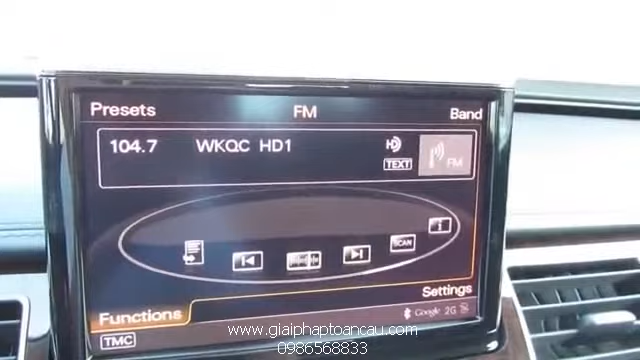 Presets FM Band
104.7 WKQC HD1
TEXT
FM
SCAN
i
Settings
Functions
Google 2G
TMC
www.giaiphaptoancau.com
0986568833